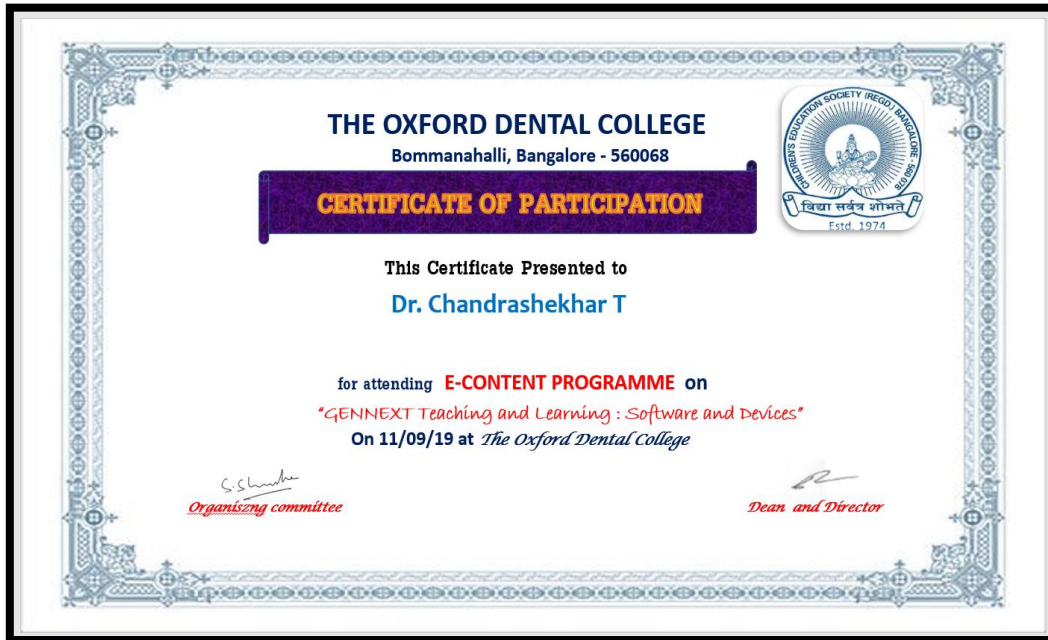 THE OXFORD DENTAL COLLEGE
Bommanahalli, Bangalore - 560068
CHILDREN'S EDUCATION SOCIETY (REGD.) BANGALORE - 560 078
विद्या सर्वत्र शोभते
Estd. 1974
CERTIFICATE OF PARTICIPATION
This Certificate Presented to
Dr. Chandrashekhar T
for attending E-CONTENT PROGRAMME on
"GENNEXT Teaching and Learning : Software and Devices"
On 11/09/19 at The Oxford Dental College
Organiszng committee
Dean and Director